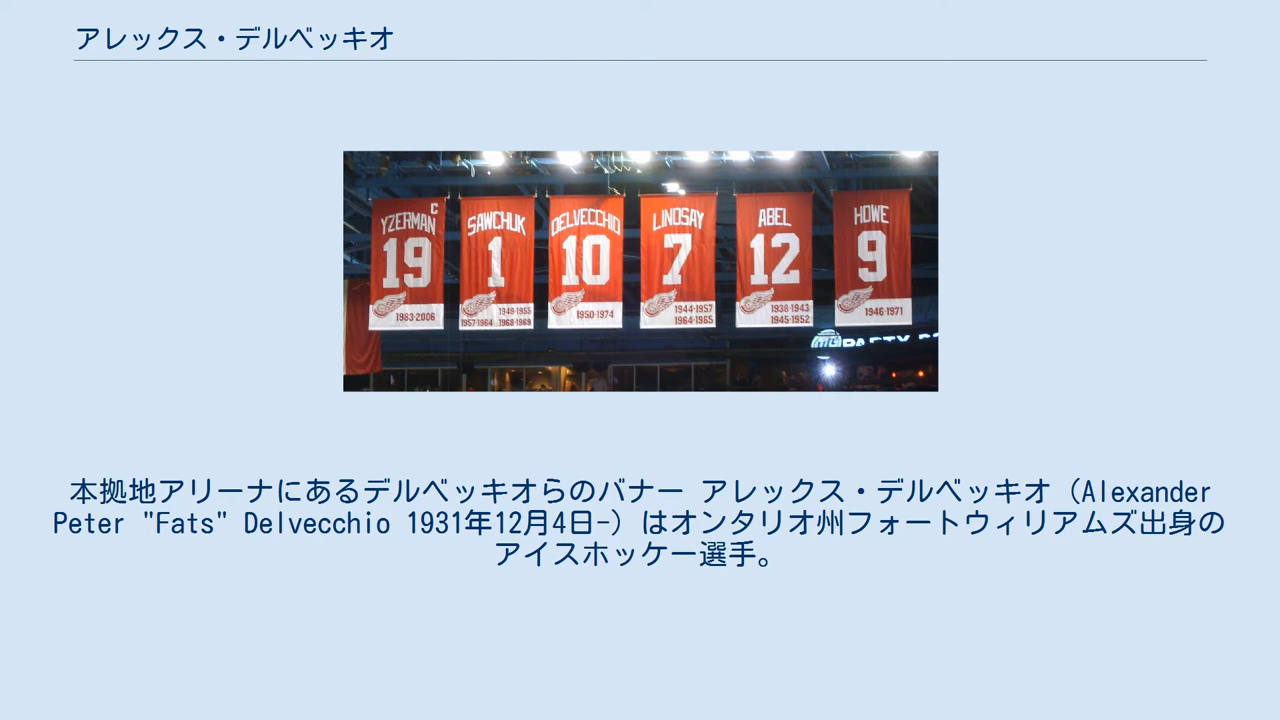 アレックス・デルベッキオ
C
YZERMAN
19
1983-2006
SAWCHUK
1
1949-1955
1957-1964 1968-1969
DELVECCHIO
10
1950-1974
LINDSAY
7
1944-1957
1964-1965
ABEL
12
1938-1943
1945-1952
HOWE
9
1946-1971
本拠地アリーナにあるデルベッキオらのバナー アレックス・デルベッキオ（Alexander
Peter "Fats" Delvecchio 1931年12月4日-）はオンタリオ州フォートウィリアムズ出身の
アイスホッケー選手。